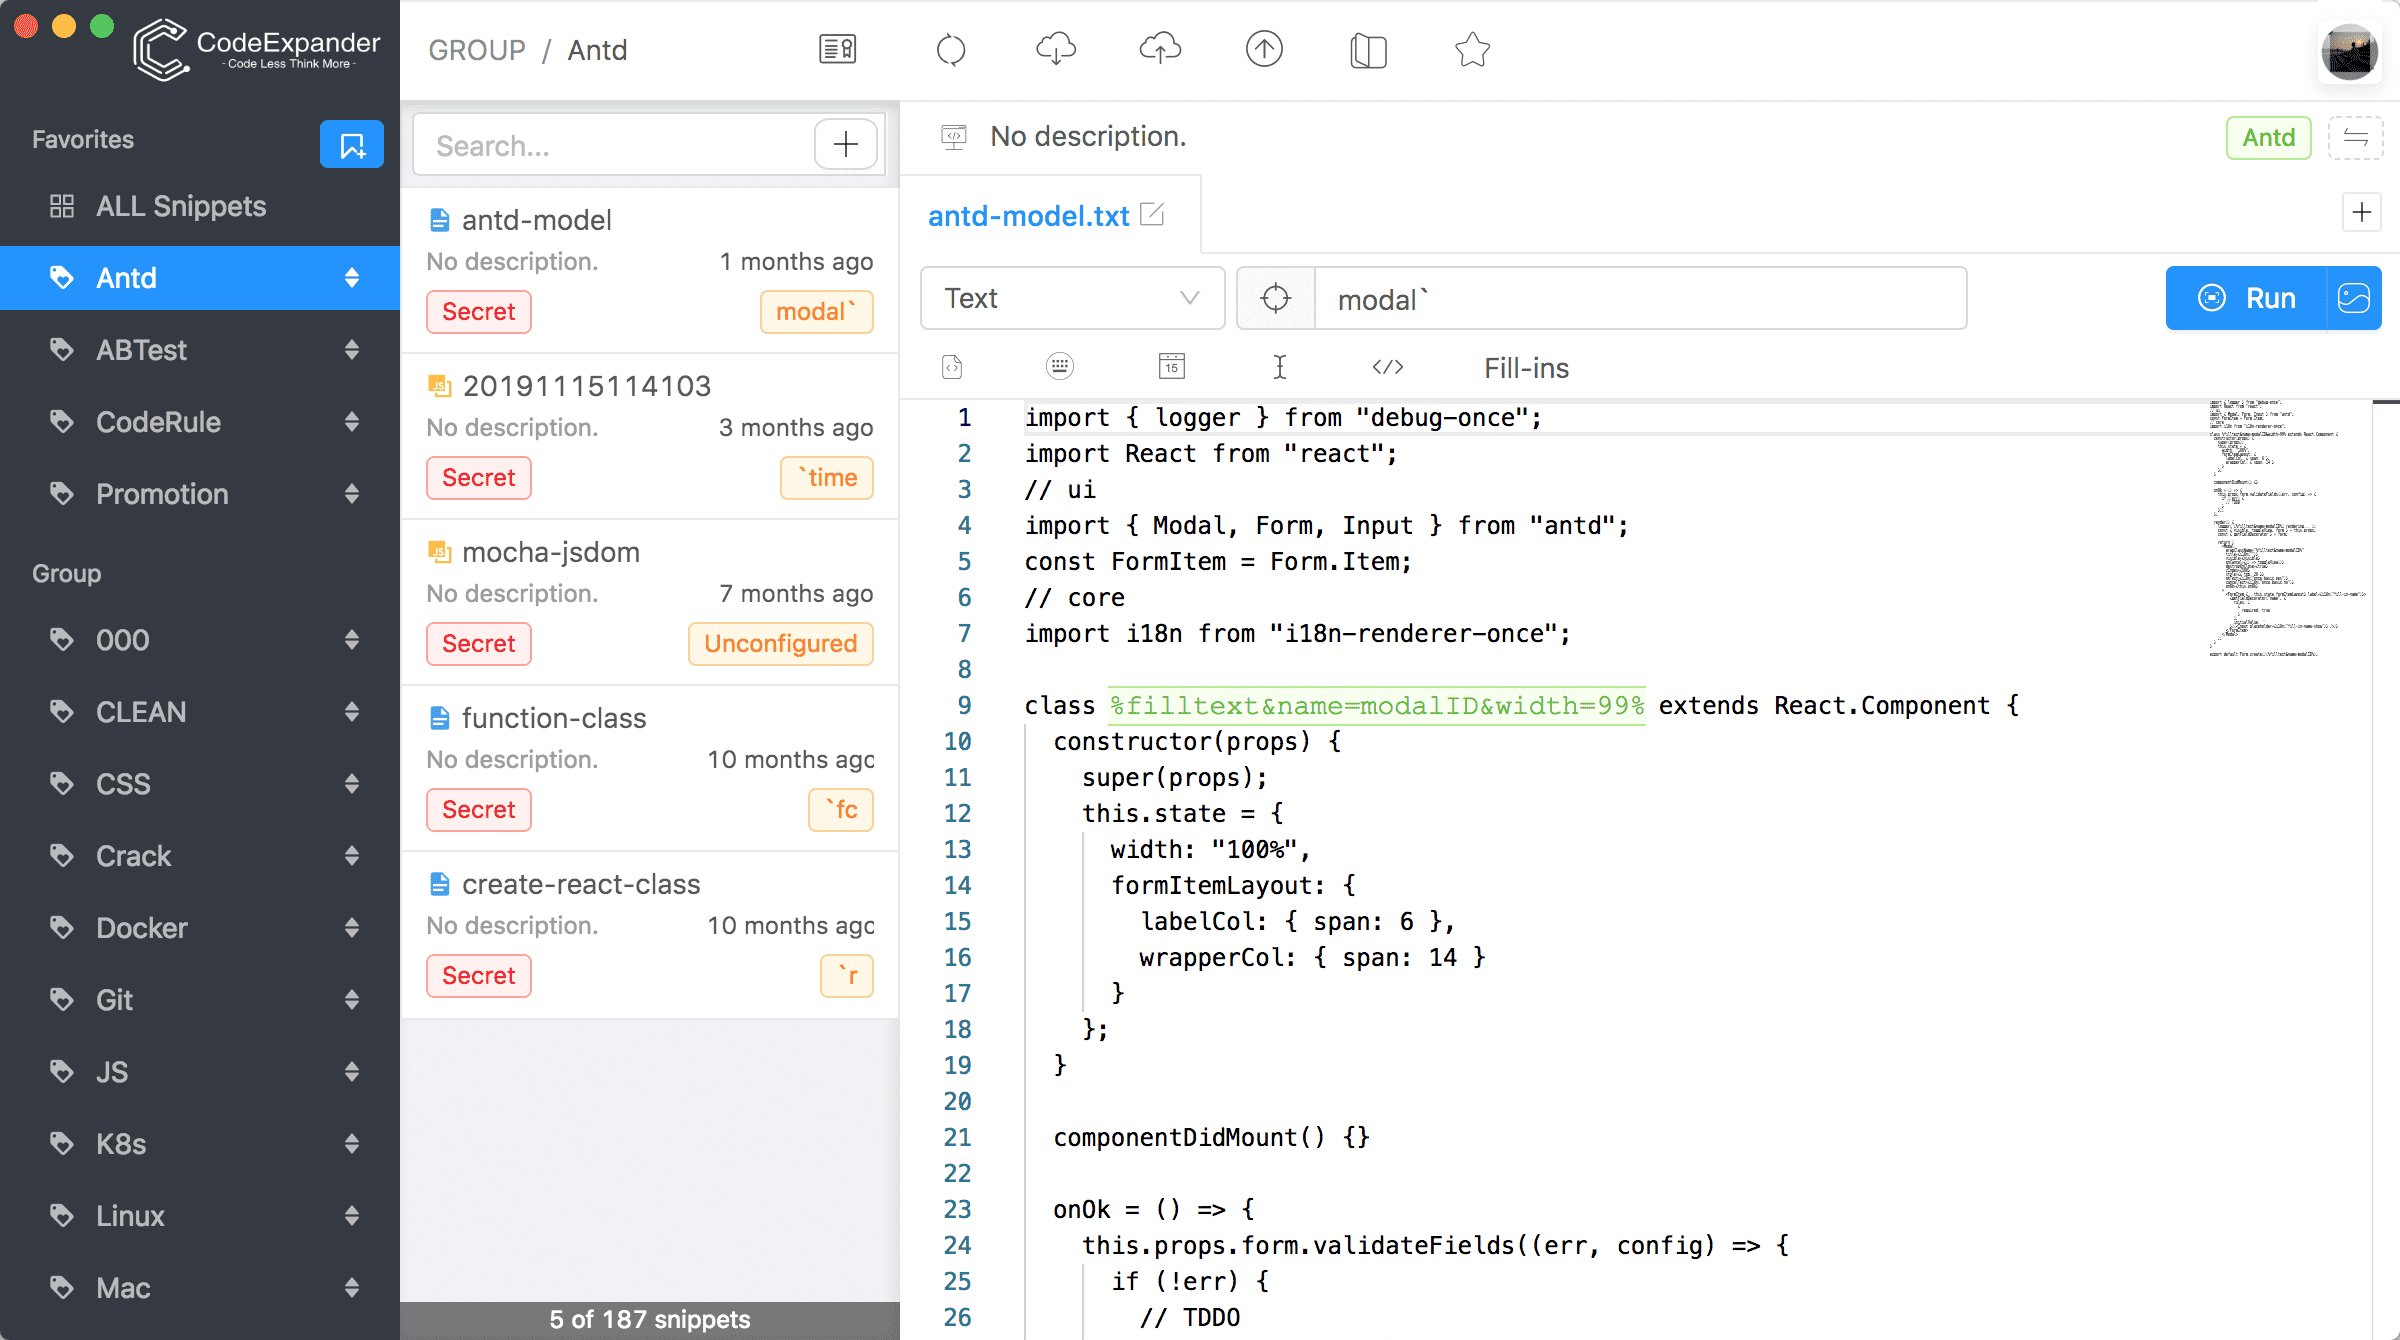 CodeExpander
- Code Less Think More -
GROUP / Antd
Favorites
ALL Snippets
Antd
ABTest
CodeRule
Promotion
Group
000
CLEAN
CSS
Crack
Docker
Git
JS
K8s
Linux
Mac
Search...
antd-model
No description. 1 months ago
Secret modal`
20191115114103
No description. 3 months ago
Secret `time
mocha-jsdom
No description. 7 months ago
Secret Unconfigured
function-class
No description. 10 months ago
Secret `fc
create-react-class
No description. 10 months ago
Secret `r
5 of 187 snippets
No description. Antd
antd-model.txt
Text modal` Run
15 </> Fill-ins
1 import { logger } from "debug-once";
2 import React from "react";
3 // ui
4 import { Modal, Form, Input } from "antd";
5 const FormItem = Form.Item;
6 // core
7 import i18n from "i18n-renderer-once";
8
9 class %filltext&name=modalID&width=99% extends React.Component {
10 constructor(props) {
11 super(props);
12 this.state = {
13 width: "100%",
14 formItemLayout: {
15 labelCol: { span: 6 },
16 wrapperCol: { span: 14 }
17 }
18 };
19 }
20
21 componentDidMount() {}
22
23 onOk = () => {
24 this.props.form.validateFields((err, config) => {
25 if (!err) {
26 // TDDO